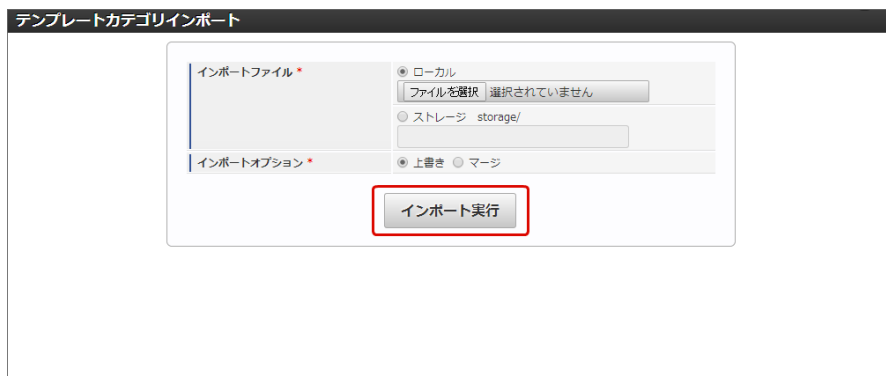 テンプレートカテゴリインポート
インポートファイル *
ローカル
ファイルを選択 選択されていません
ストレージ storage/
インポートオプション *
上書き マージ
インポート実行